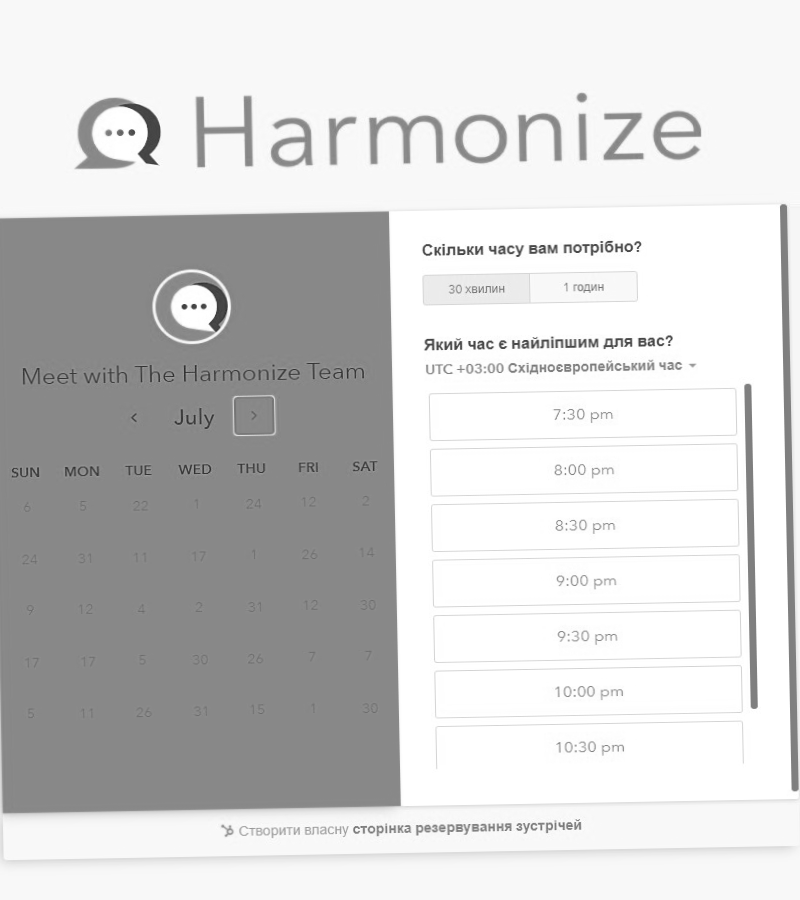 Harmonize
Meet with The Harmonize Team
July
SUN MON TUE WED THU FRI SAT
6 5 22 1 24 12 2
24 31 11 17 1 26 14
9 12 4 2 31 12 30
17 17 5 30 26 7 7
5 11 26 31 15 1 30
Скільки часу вам потрібно?
30 хвилин 1 годин
Який час є найліпшим для вас?
UTC +03:00 Східноєвропейський час
7:30 pm
8:00 pm
8:30 pm
9:00 pm
9:30 pm
10:00 pm
10:30 pm
Створити власну сторінка резервування зустрічей